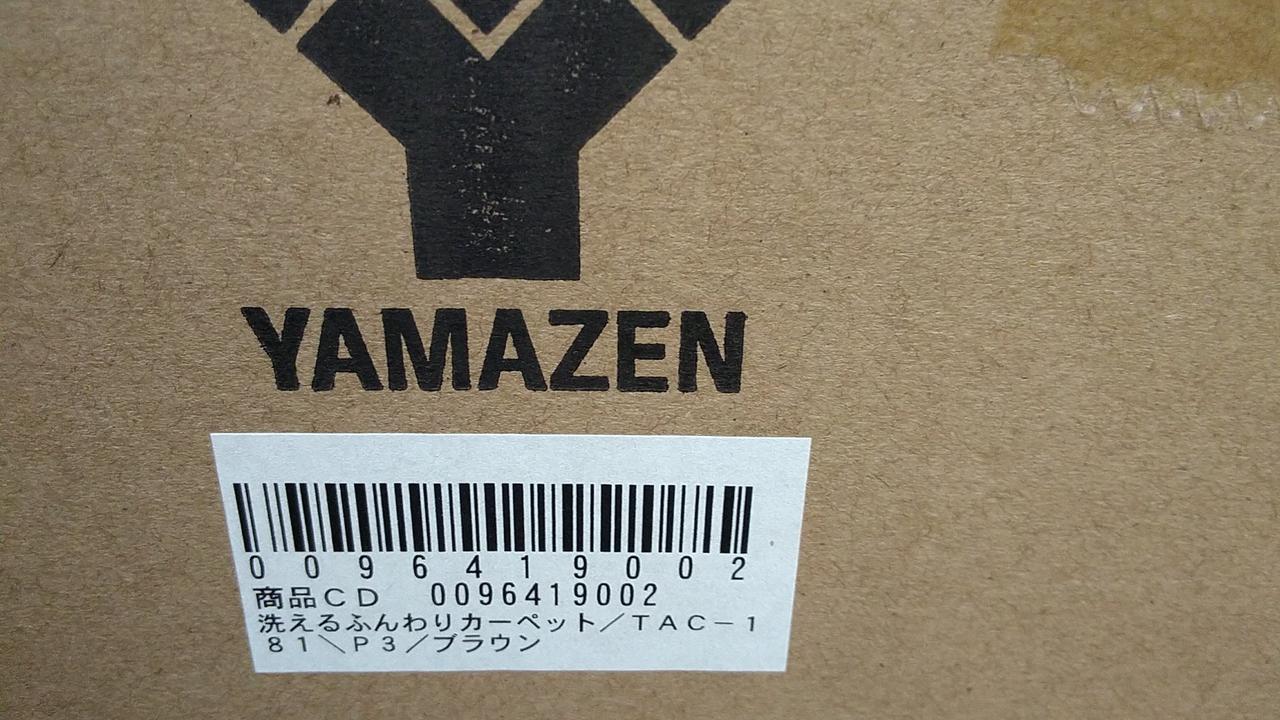 YAMAZEN
0096419002
商品CD 0096419002
洗えるふんわりカーペット/TAC-1
81\P3/ブラウン